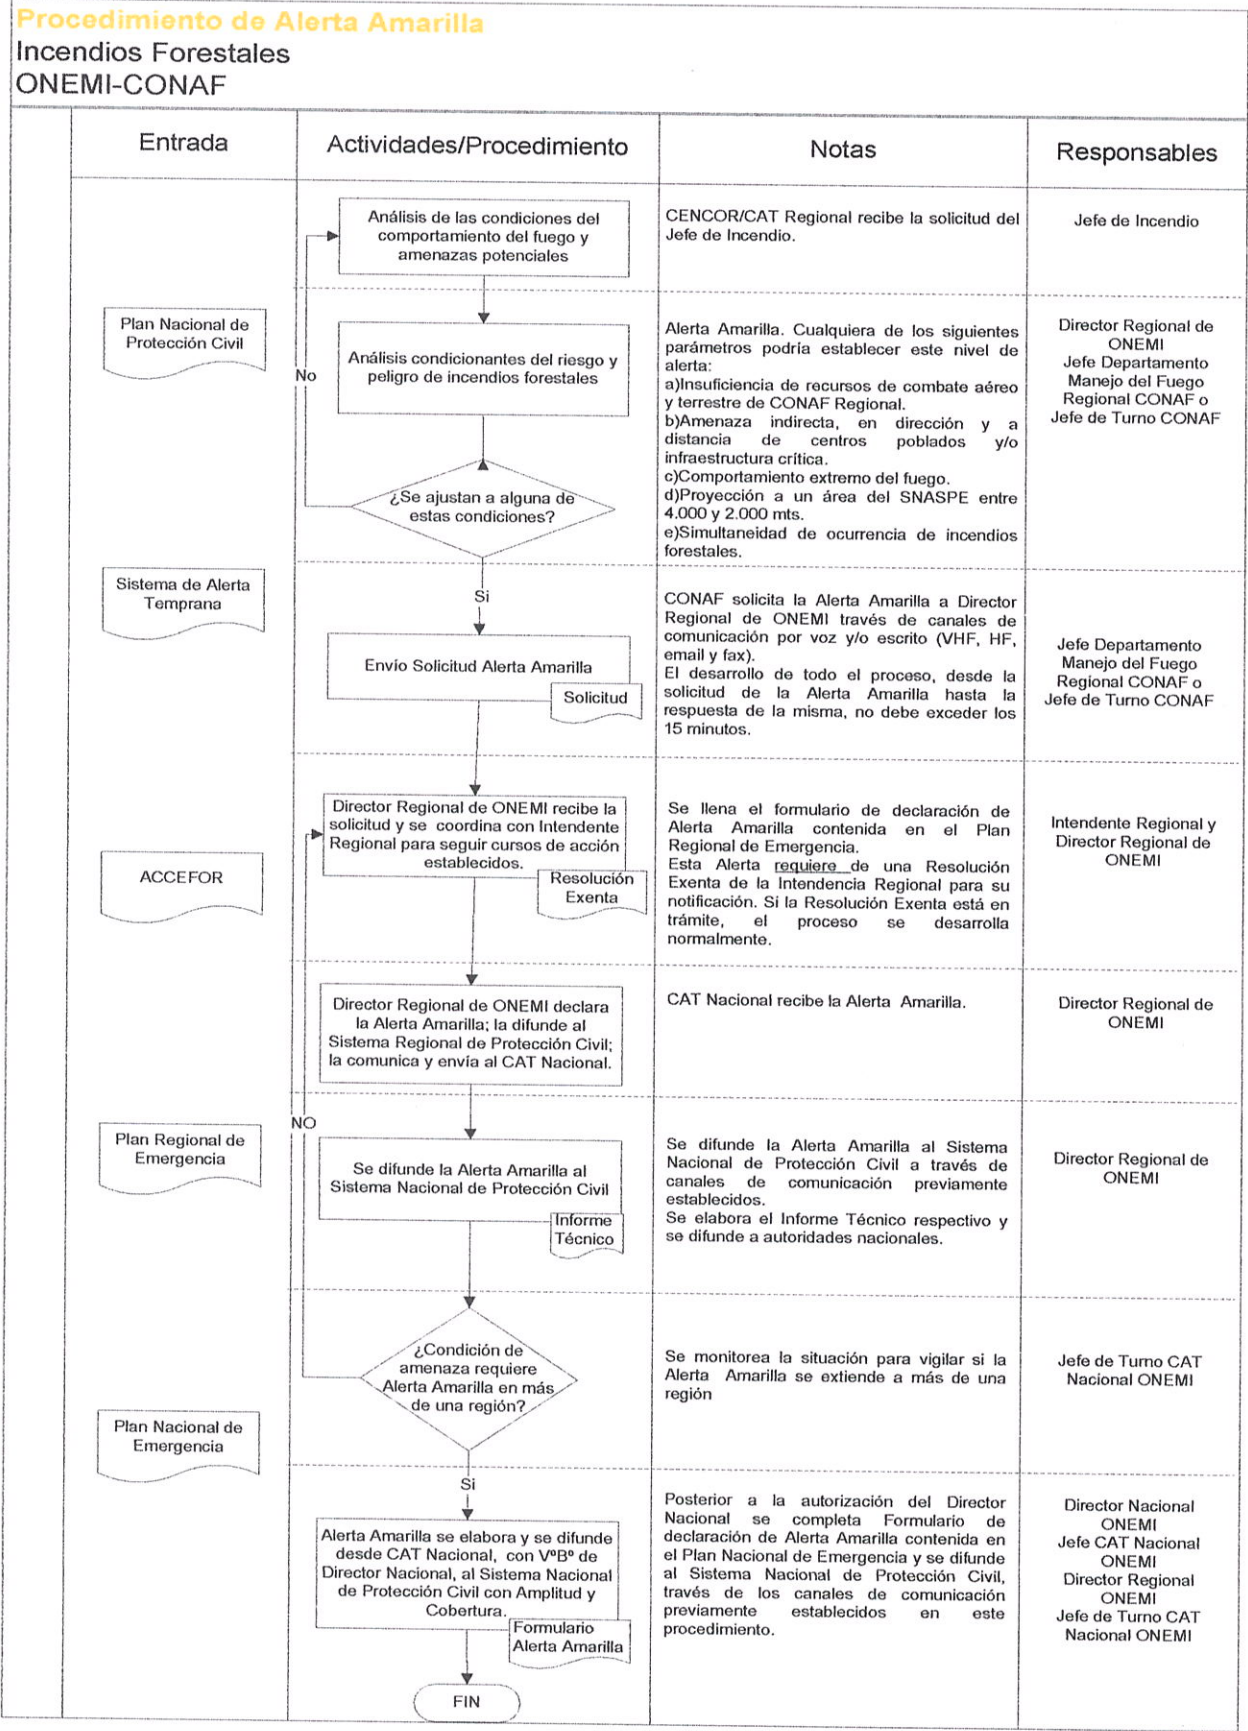 Procedimiento de Alerta Amarilla
Incendios Forestales
ONEMI-CONAF
Entrada
Actividades/Procedimiento
Notas
Responsables
Análisis de las condiciones del
comportamiento del fuego y
amenazas potenciales
CENCOR/CAT Regional recibe la solicitud del
Jefe de Incendio.
Jefe de Incendio
Plan Nacional de
Protección Civil
No
Análisis condicionantes del riesgo y
peligro de incendios forestales
¿Se ajustan a alguna de
estas condiciones?
Alerta Amarilla. Cualquiera de los siguientes
parámetros podría establecer este nivel de
alerta:
a)Insuficiencia de recursos de combate aéreo
y terrestre de CONAF Regional.
b)Amenaza indirecta, en dirección y a
distancia de centros poblados y/o
infraestructura crítica.
c)Comportamiento extremo del fuego.
d)Proyección a un área del SNASPE entre
4.000 y 2.000 mts.
e)Simultaneidad de ocurrencia de incendios
forestales.
Director Regional de
ONEMI
Jefe Departamento
Manejo del Fuego
Regional CONAF o
Jefe de Turno CONAF
Sistema de Alerta
Temprana
Si
Envío Solicitud Alerta Amarilla
Solicitud
CONAF solicita la Alerta Amarilla a Director
Regional de ONEMI través de canales de
comunicación por voz y/o escrito (VHF, HF,
email y fax).
El desarrollo de todo el proceso, desde la
solicitud de la Alerta Amarilla hasta la
respuesta de la misma, no debe exceder los
15 minutos.
Jefe Departamento
Manejo del Fuego
Regional CONAF o
Jefe de Turno CONAF
ACCEFOR
Director Regional de ONEMI recibe la
solicitud y se coordina con Intendente
Regional para seguir cursos de acción
establecidos.
Resolución
Exenta
Se llena el formulario de declaración de
Alerta Amarilla contenida en el Plan
Regional de Emergencia.
Esta Alerta requiere de una Resolución
Exenta de la Intendencia Regional para su
notificación. Sí la Resolución Exenta está en
trámite, el proceso se desarrolla
normalmente.
Intendente Regional y
Director Regional de
ONEMI
Director Regional de ONEMI declara
la Alerta Amarilla; la difunde al
Sistema Regional de Protección Civil;
la comunica y envía al CAT Nacional.
CAT Nacional recibe la Alerta Amarilla.
Director Regional de
ONEMI
Plan Regional de
Emergencia
NO
Se difunde la Alerta Amarilla al
Sistema Nacional de Protección Civil
Informe
Técnico
Se difunde la Alerta Amarilla al Sistema
Nacional de Protección Civil a través de
canales de comunicación previamente
establecidos.
Se elabora el Informe Técnico respectivo y
se difunde a autoridades nacionales.
Director Regional de
ONEMI
¿Condición de
amenaza requiere
Alerta Amarilla en más
de una región?
Se monitorea la situación para vigilar si la
Alerta Amarilla se extiende a más de una
región
Jefe de Turno CAT
Nacional ONEMI
Plan Nacional de
Emergencia
Si
Alerta Amarilla se elabora y se difunde
desde CAT Nacional, con VºBº de
Director Nacional, al Sistema Nacional
de Protección Civil con Amplitud y
Cobertura.
Formulario
Alerta Amarilla
Posterior a la autorización del Director
Nacional se completa Formulario de
declaración de Alerta Amarilla contenida en
el Plan Nacional de Emergencia y se difunde
al Sistema Nacional de Protección Civil,
través de los canales de comunicación
previamente establecidos en este
procedimiento.
Director Nacional
ONEMI
Jefe CAT Nacional
ONEMI
Director Regional
ONEMI
Jefe de Turno CAT
Nacional ONEMI
FIN